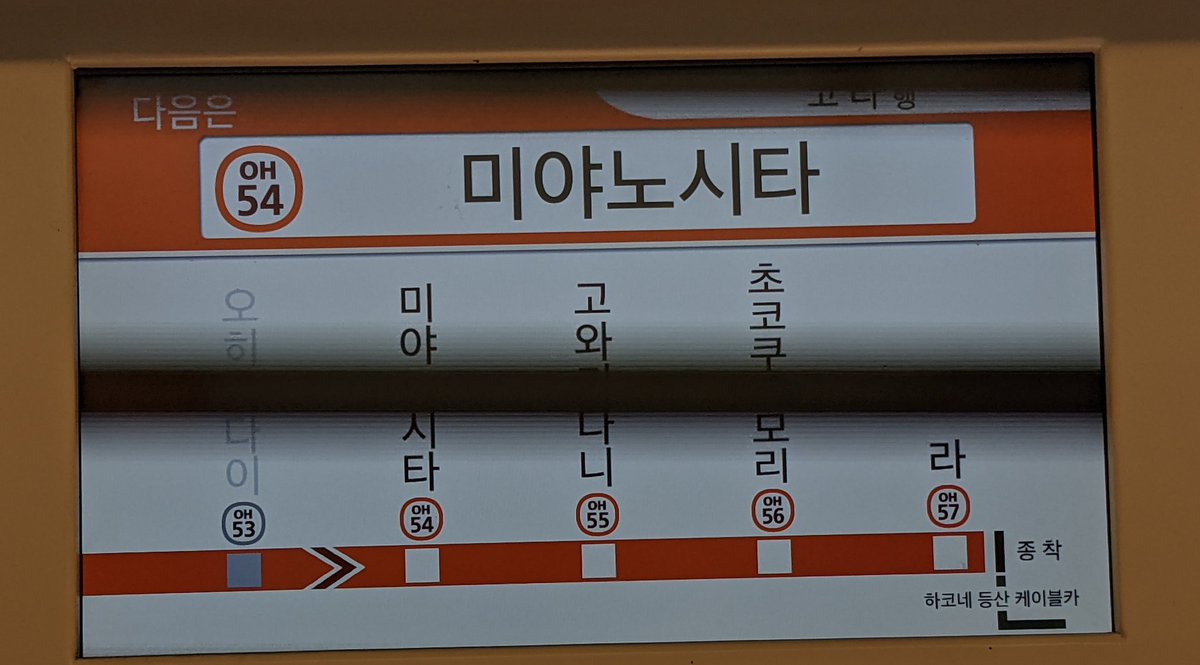 다음은
행
OH
54
미야노시타
오히
다이
미야
시타
고와
다니
초코쿠
모리
라
OH
53
OH
54
OH
55
OH
56
OH
57
종착
하코네 등산 케이블카